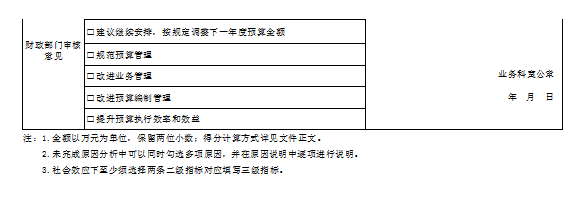 □ 建议继续安排，按规定调整下一年度预算金额
财政部门审核
意见
□ 规范预算管理
□ 改进业务管理
□ 改进预算编制管理
□ 提升预算执行效率和效益
业务科室公章
年 月 日
注：1.金额以万元为单位，保留两位小数；得分计算方式详见文件正文。
2.未完成原因分析中可以同时勾选多项原因，并在原因说明中逐项进行说明。
3.社会效应下至少须选择两条二级指标对应填写三级指标。